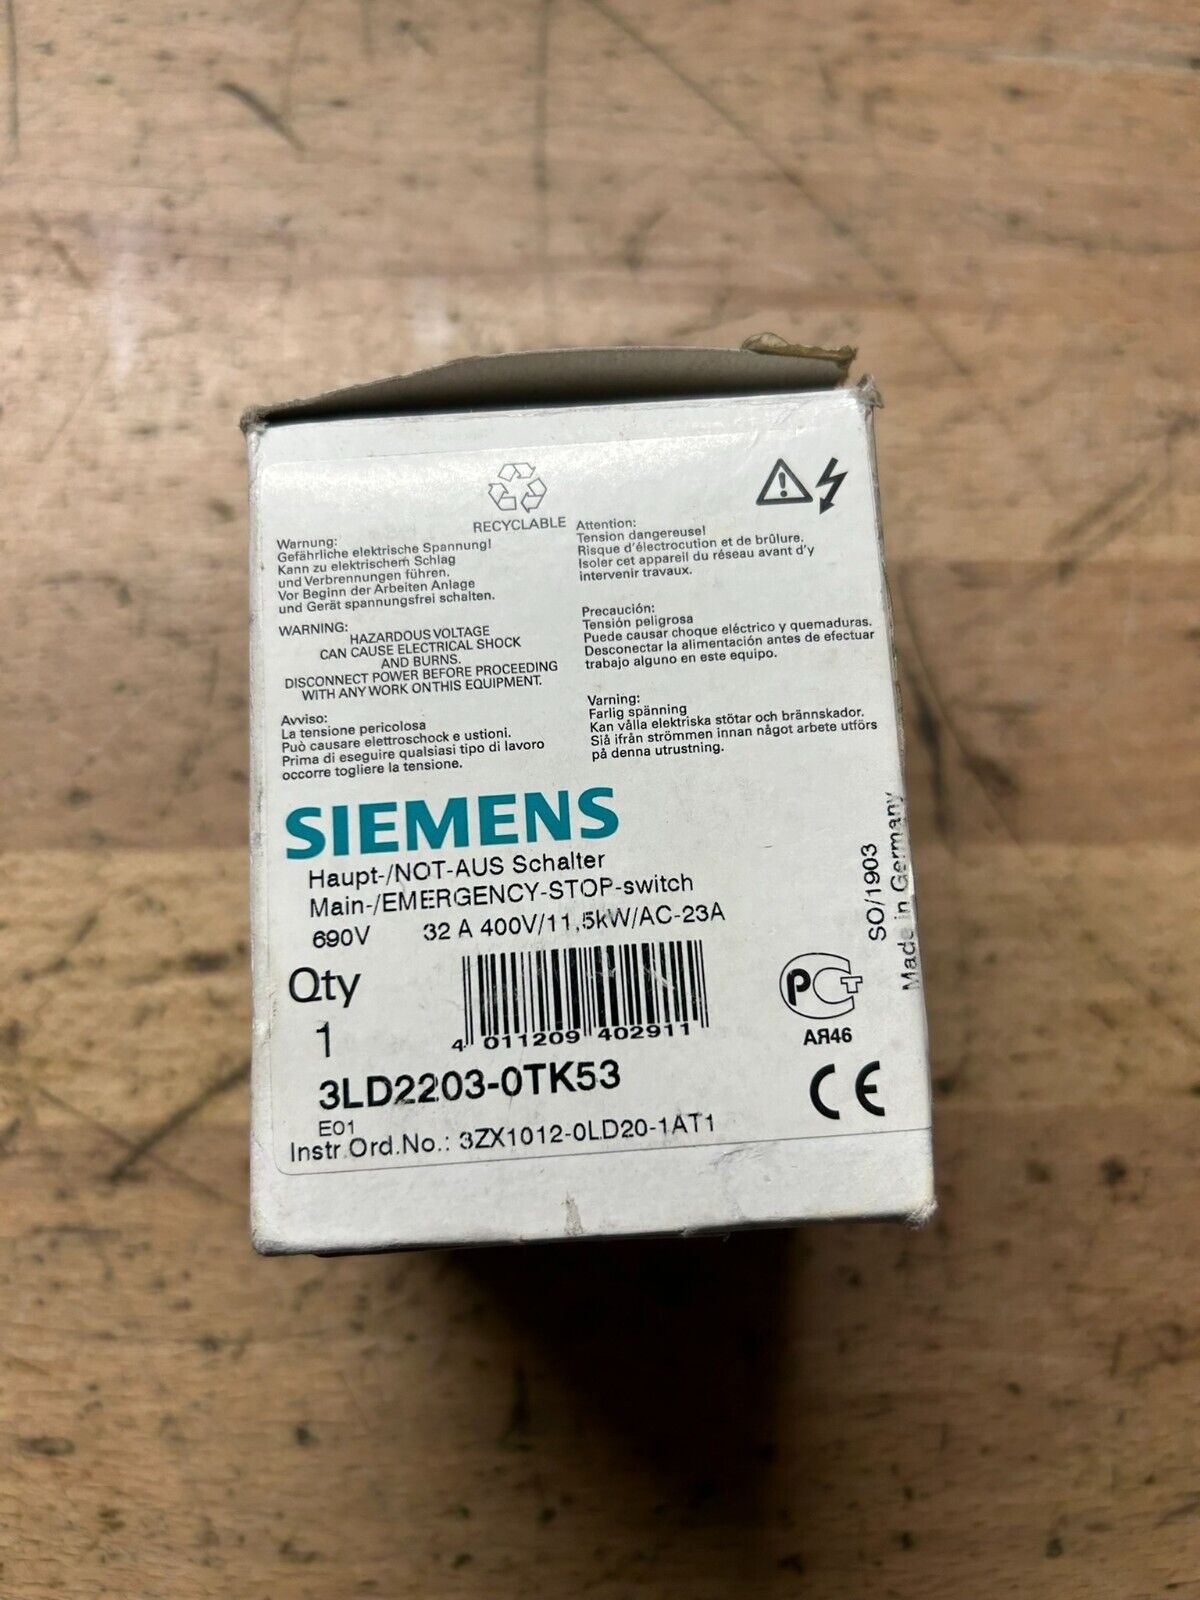 RECYCLABLE
Warnung:
Gefährliche elektrische Spannung!
Kann zu elektrischem Schlag
und Verbrennungen führen.
Vor Beginn der Arbeiten Anlage
und Gerät spannungsfrei schalten.
WARNING:
HAZARDOUS VOLTAGE
CAN CAUSE ELECTRICAL SHOCK
AND BURNS.
DISCONNECT POWER BEFORE PROCEEDING
WITH ANY WORK ON THIS EQUIPMENT.
Avviso:
La tensione pericolosa
Può causare elettroschock e ustioni.
Prima di eseguire qualsiasi tipo di lavoro
occorre togliere la tensione.
Attention:
Tension dangereuse!
Risque d'électrocution et de brûlure.
Isoler cet appareil du réseau avant d'y
intervenir travaux.
Precaución:
Tensión peligrosa
Puede causar choque eléctrico y quemaduras.
Desconectar la alimentación antes de efectuar
trabajo alguno en este equipo.
Varning:
Farlig spänning
Kan vålla elektriska stötar och brännskador.
Slå ifrån strömmen innan något arbete utförs
på denna utrustning.
SIEMENS
Haupt-/NOT-AUS Schalter
Main-/EMERGENCY-STOP-switch
690V 32 A 400V/11,5kW/AC-23A
Qty
1
4 011209 402911
3LD2203-0TK53
E01
Instr.Ord.No.: 3ZX1012-0LD20-1AT1
SO/1903
Made in Germany
РСТ
АЯ46
CE